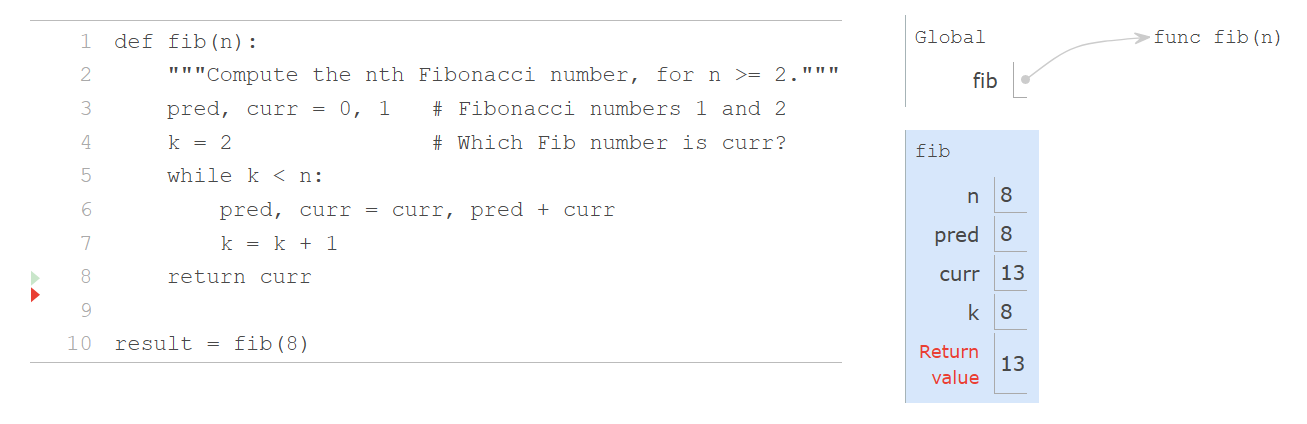 1 def fib(n):
2     """Compute the nth Fibonacci number, for n >= 2."""
3     pred, curr = 0, 1   # Fibonacci numbers 1 and 2
4     k = 2               # Which Fib number is curr?
5     while k < n:
6         pred, curr = curr, pred + curr
7         k = k + 1
8     return curr
9
10 result = fib(8)
Global
fib
func fib(n)
fib
n 8
pred 8
curr 13
k 8
Return
value 13